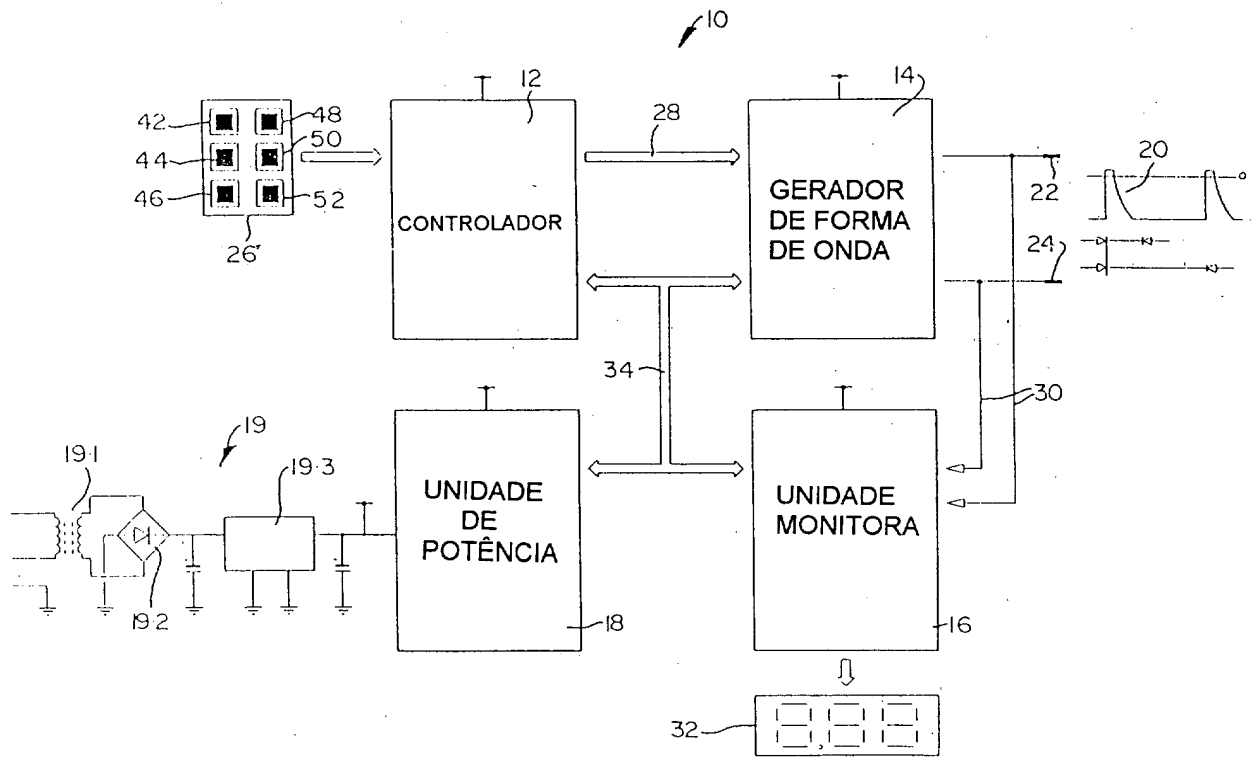 10
12
14
42
48
28
44
50
20
46
52
22
26'
CONTROLADOR
GERADOR
DE FORMA
DE ONDA
24
34
30
19
19·1
19·3
UNIDADE
DE
POTÊNCIA
UNIDADE
MONITORA
19·2
18
16
32